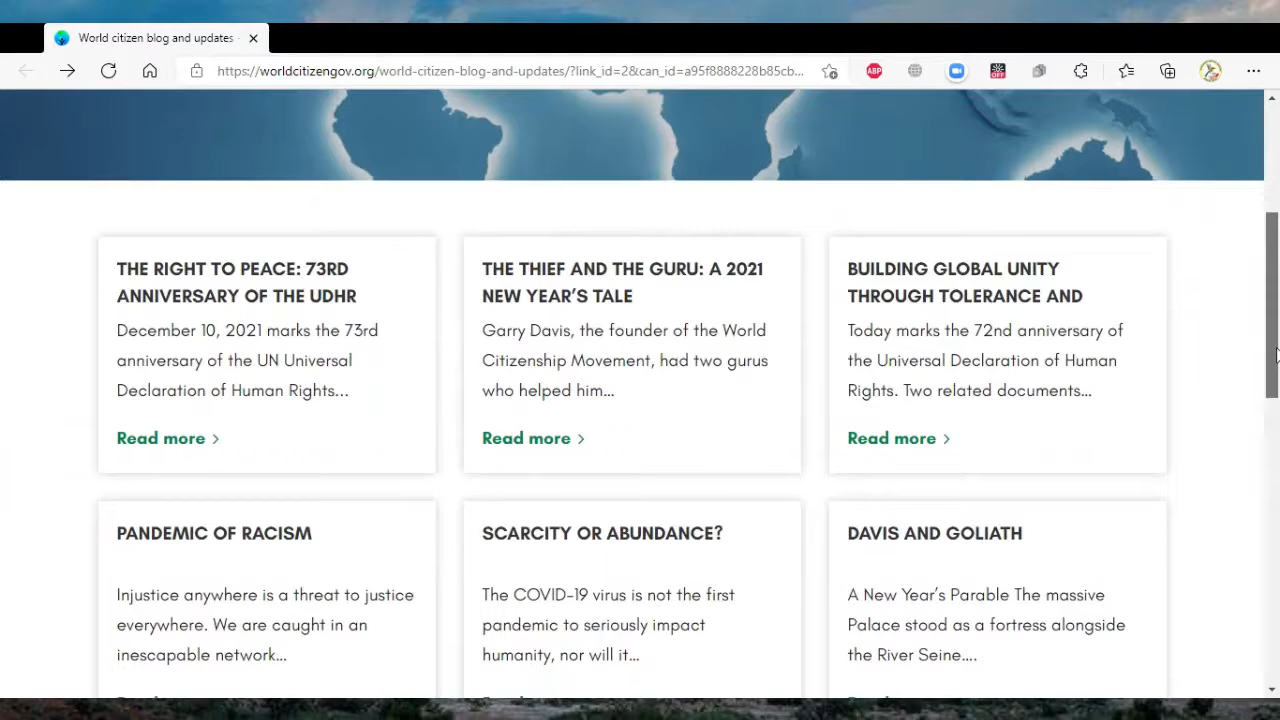 World citizen blog and updates
https://worldcitizengov.org/world-citizen-blog-and-updates/?link_id=2&can_id=a95f8888228b85cb...
ABP
OFF
THE RIGHT TO PEACE: 73RD
ANNIVERSARY OF THE UDHR
December 10, 2021 marks the 73rd
anniversary of the UN Universal
Declaration of Human Rights...
Read more >
THE THIEF AND THE GURU: A 2021
NEW YEAR’S TALE
Garry Davis, the founder of the World
Citizenship Movement, had two gurus
who helped him...
Read more >
BUILDING GLOBAL UNITY
THROUGH TOLERANCE AND
Today marks the 72nd anniversary of
the Universal Declaration of Human
Rights. Two related documents...
Read more >
PANDEMIC OF RACISM
Injustice anywhere is a threat to justice
everywhere. We are caught in an
inescapable network...
SCARCITY OR ABUNDANCE?
The COVID-19 virus is not the first
pandemic to seriously impact
humanity, nor will it...
DAVIS AND GOLIATH
A New Year’s Parable The massive
Palace stood as a fortress alongside
the River Seine....